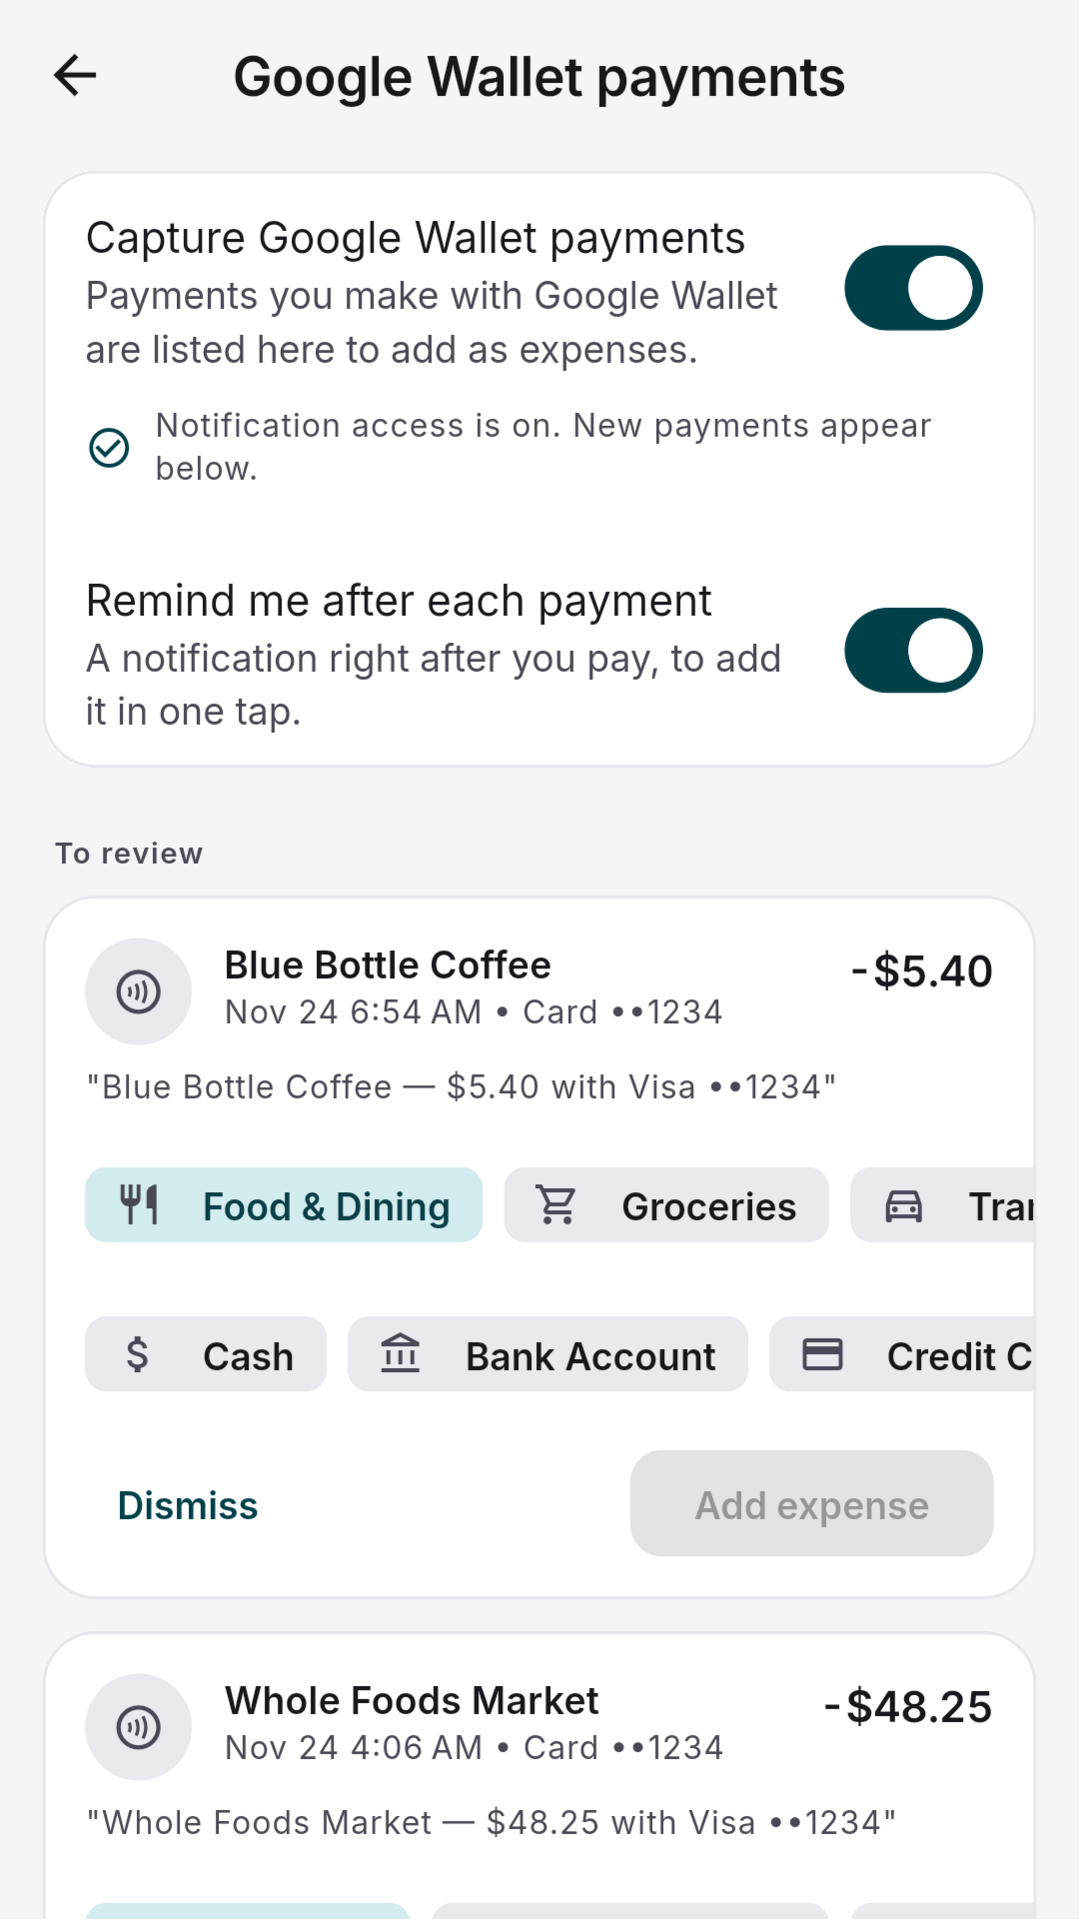 Google Wallet payments
Capture Google Wallet payments
Payments you make with Google Wallet
are listed here to add as expenses.
Notification access is on. New payments appear
below.
Remind me after each payment
A notification right after you pay, to add
it in one tap.
To review
Blue Bottle Coffee
-$5.40
Nov 24 6:54 AM • Card ••1234
"Blue Bottle Coffee — $5.40 with Visa ••1234"
Food & Dining
Groceries
Tran
Cash
Bank Account
Credit C
Dismiss
Add expense
Whole Foods Market
-$48.25
Nov 24 4:06 AM • Card ••1234
"Whole Foods Market — $48.25 with Visa ••1234"